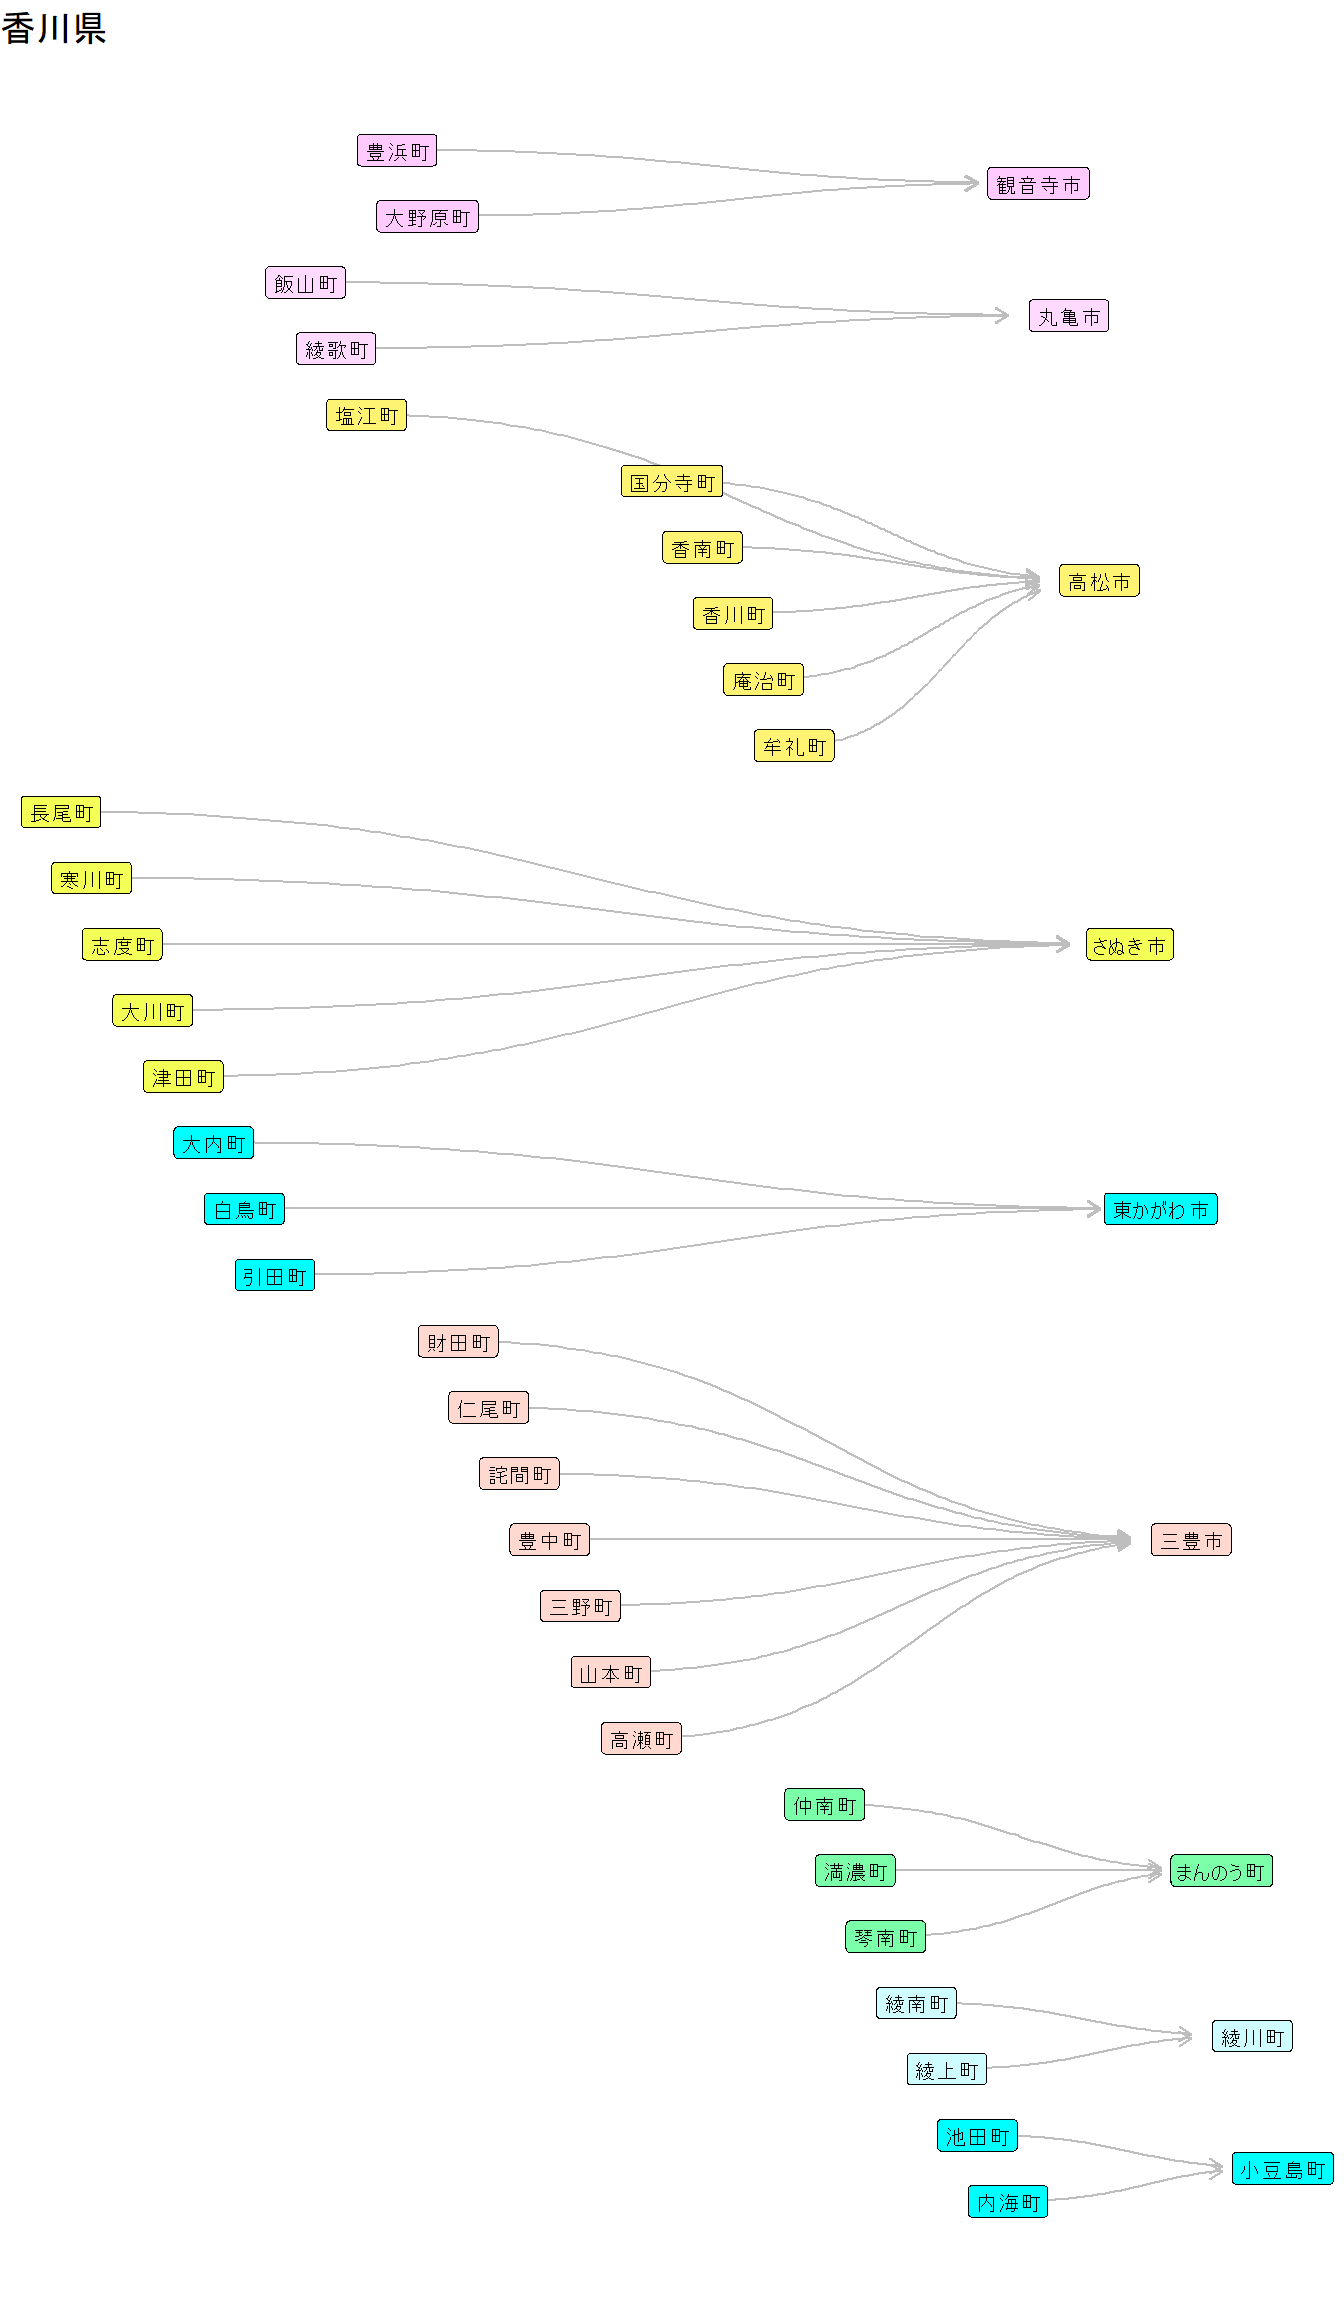 香川県
豊浜町
観音寺市
大野原町
飯山町
丸亀市
綾歌町
塩江町
国分寺町
香南町
高松市
香川町
庵治町
牟礼町
長尾町
寒川町
志度町
さぬき市
大川町
津田町
大内町
白鳥町
東かがわ市
引田町
財田町
仁尾町
詫間町
豊中町
三豊市
三野町
山本町
高瀬町
仲南町
満濃町
まんのう町
琴南町
綾南町
綾川町
綾上町
池田町
小豆島町
内海町